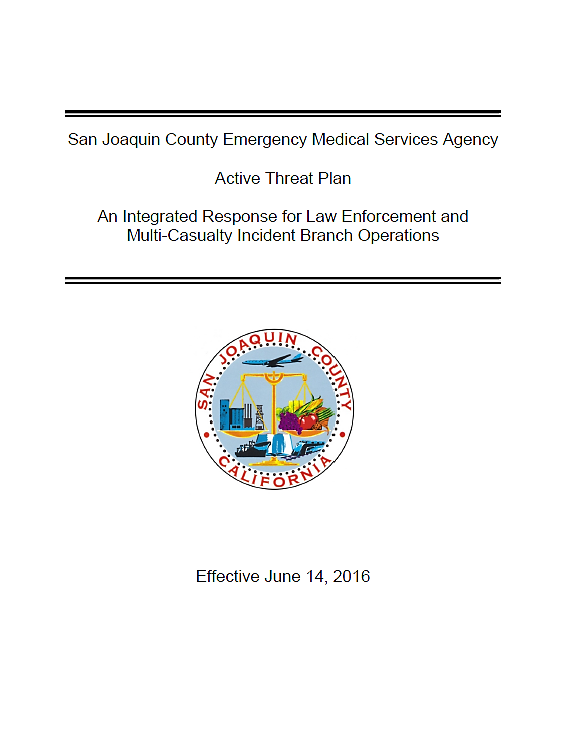 San Joaquin County Emergency Medical Services Agency
Active Threat Plan
An Integrated Response for Law Enforcement and
Multi-Casualty Incident Branch Operations
SAN JOAQUIN COUNTY
CALIFORNIA
Effective June 14, 2016